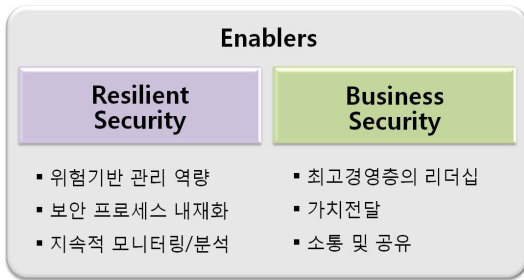 Enablers
Resilient
Security
▪ 위험기반 관리 역량
▪ 보안 프로세스 내재화
▪ 지속적 모니터링/분석
Business
Security
▪ 최고경영층의 리더십
▪ 가치전달
▪ 소통 및 공유